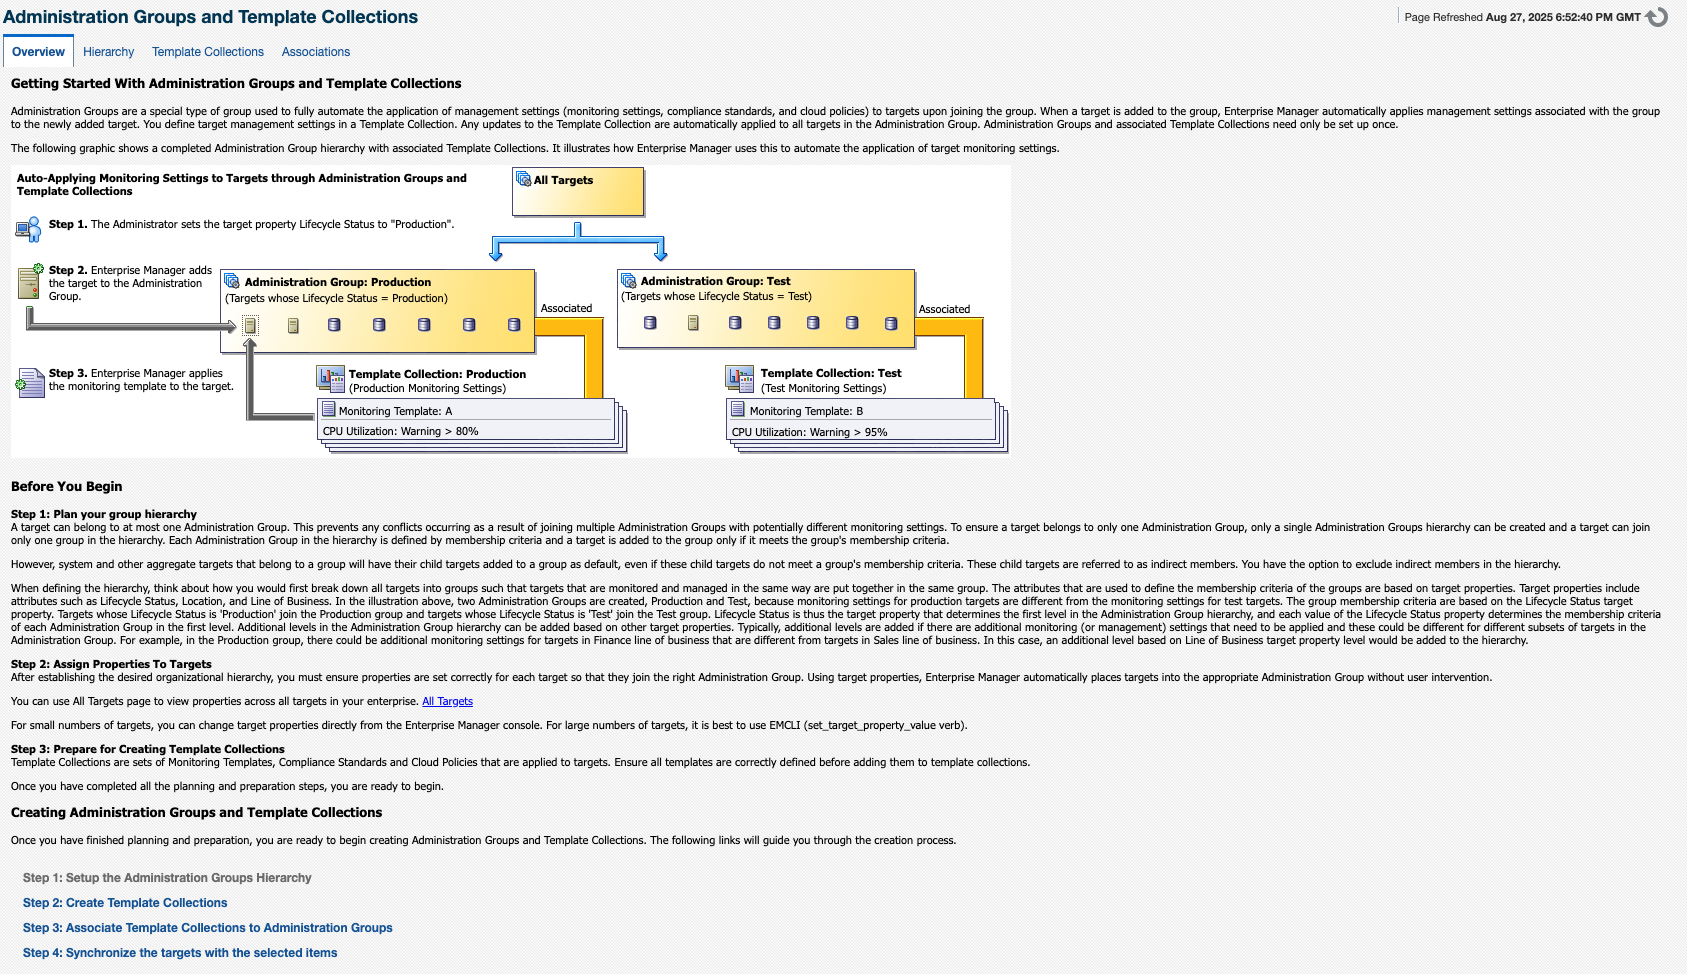 Administration Groups and Template Collections
Page Refreshed Aug 27, 2025 6:52:40 PM GMT
Overview Hierarchy Template Collections Associations
Getting Started With Administration Groups and Template Collections
Administration Groups are a special type of group used to fully automate the application of management settings (monitoring settings, compliance standards, and cloud policies) to targets upon joining the group. When a target is added to the group, Enterprise Manager automatically applies management settings associated with the group
to the newly added target. You define target management settings in a Template Collection. Any updates to the Template Collection are automatically applied to all targets in the Administration Group. Administration Groups and associated Template Collections need only be set up once.
The following graphic shows a completed Administration Group hierarchy with associated Template Collections. It illustrates how Enterprise Manager uses this to automate the application of target monitoring settings.
Auto-Applying Monitoring Settings to Targets through Administration Groups and
Template Collections
All Targets
Step 1. The Administrator sets the target property Lifecycle Status to "Production".
Step 2. Enterprise Manager adds
the target to the Administration
Group.
Administration Group: Production
(Targets whose Lifecycle Status = Production)
Associated
Administration Group: Test
(Targets whose Lifecycle Status = Test)
Associated
Step 3. Enterprise Manager applies
the monitoring template to the target.
Template Collection: Production
(Production Monitoring Settings)
Monitoring Template: A
CPU Utilization: Warning > 80%
Template Collection: Test
(Test Monitoring Settings)
Monitoring Template: B
CPU Utilization: Warning > 95%
Before You Begin
Step 1: Plan your group hierarchy
A target can belong to at most one Administration Group. This prevents any conflicts occurring as a result of joining multiple Administration Groups with potentially different monitoring settings. To ensure a target belongs to only one Administration Group, only a single Administration Groups hierarchy can be created and a target can join
only one group in the hierarchy. Each Administration Group in the hierarchy is defined by membership criteria and a target is added to the group only if it meets the group's membership criteria.
However, system and other aggregate targets that belong to a group will have their child targets added to a group as default, even if these child targets do not meet a group's membership criteria. These child targets are referred to as indirect members. You have the option to exclude indirect members in the hierarchy.
When defining the hierarchy, think about how you would first break down all targets into groups such that targets that are monitored and managed in the same way are put together in the same group. The attributes that are used to define the membership criteria of the groups are based on target properties. Target properties include
attributes such as Lifecycle Status, Location, and Line of Business. In the illustration above, two Administration Groups are created, Production and Test, because monitoring settings for production targets are different from the monitoring settings for test targets. The group membership criteria are based on the Lifecycle Status target
property. Targets whose Lifecycle Status is 'Production' join the Production group and targets whose Lifecycle Status is 'Test' join the Test group. Lifecycle Status is thus the target property that determines the first level in the Administration Group hierarchy, and each value of the Lifecycle Status property determines the membership criteria
of each Administration Group in the first level. Additional levels in the Administration Group hierarchy can be added based on other target properties. Typically, additional levels are added if there are additional monitoring (or management) settings that need to be applied and these could be different for different subsets of targets in the
Administration Group. For example, in the Production group, there could be additional monitoring settings for targets in Finance line of business that are different from targets in Sales line of business. In this case, an additional level based on Line of Business target property level would be added to the hierarchy.
Step 2: Assign Properties To Targets
After establishing the desired organizational hierarchy, you must ensure properties are set correctly for each target so that they join the right Administration Group. Using target properties, Enterprise Manager automatically places targets into the appropriate Administration Group without user intervention.
You can use All Targets page to view properties across all targets in your enterprise. All Targets
For small numbers of targets, you can change target properties directly from the Enterprise Manager console. For large numbers of targets, it is best to use EMCLI (set_target_property_value verb).
Step 3: Prepare for Creating Template Collections
Template Collections are sets of Monitoring Templates, Compliance Standards and Cloud Policies that are applied to targets. Ensure all templates are correctly defined before adding them to template collections.
Once you have completed all the planning and preparation steps, you are ready to begin.
Creating Administration Groups and Template Collections
Once you have finished planning and preparation, you are ready to begin creating Administration Groups and Template Collections. The following links will guide you through the creation process.
Step 1: Setup the Administration Groups Hierarchy
Step 2: Create Template Collections
Step 3: Associate Template Collections to Administration Groups
Step 4: Synchronize the targets with the selected items